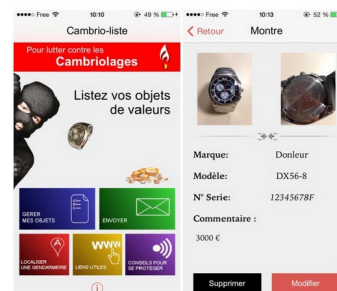 Free
10:10
49 %
Cambrio-liste
Pour lutter contre les
Cambriolages
Listez vos objets
de valeurs
GERER
MES OBJETS
ENVOYER
LOCALISER
UNE GENDARMERIE
WWW
LIENS UTILES
CONSEILS POUR
SE PROTEGER
Free
10:13
52 %
Retour
Montre
Marque: Donleur
Modèle: DX56-8
N° Serie: 12345678F
Commentaire :
3000 €
Supprimer
Modifier